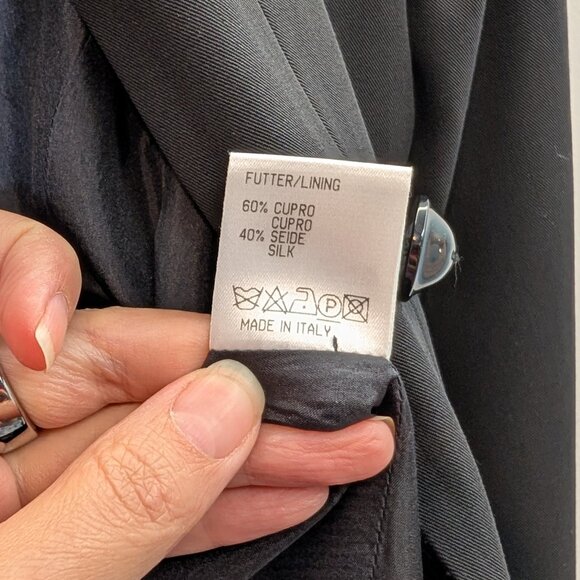 FUTTER/LINING
60% CUPRO
CUPRO
40% SEIDE
SILK
P
MADE IN ITALY